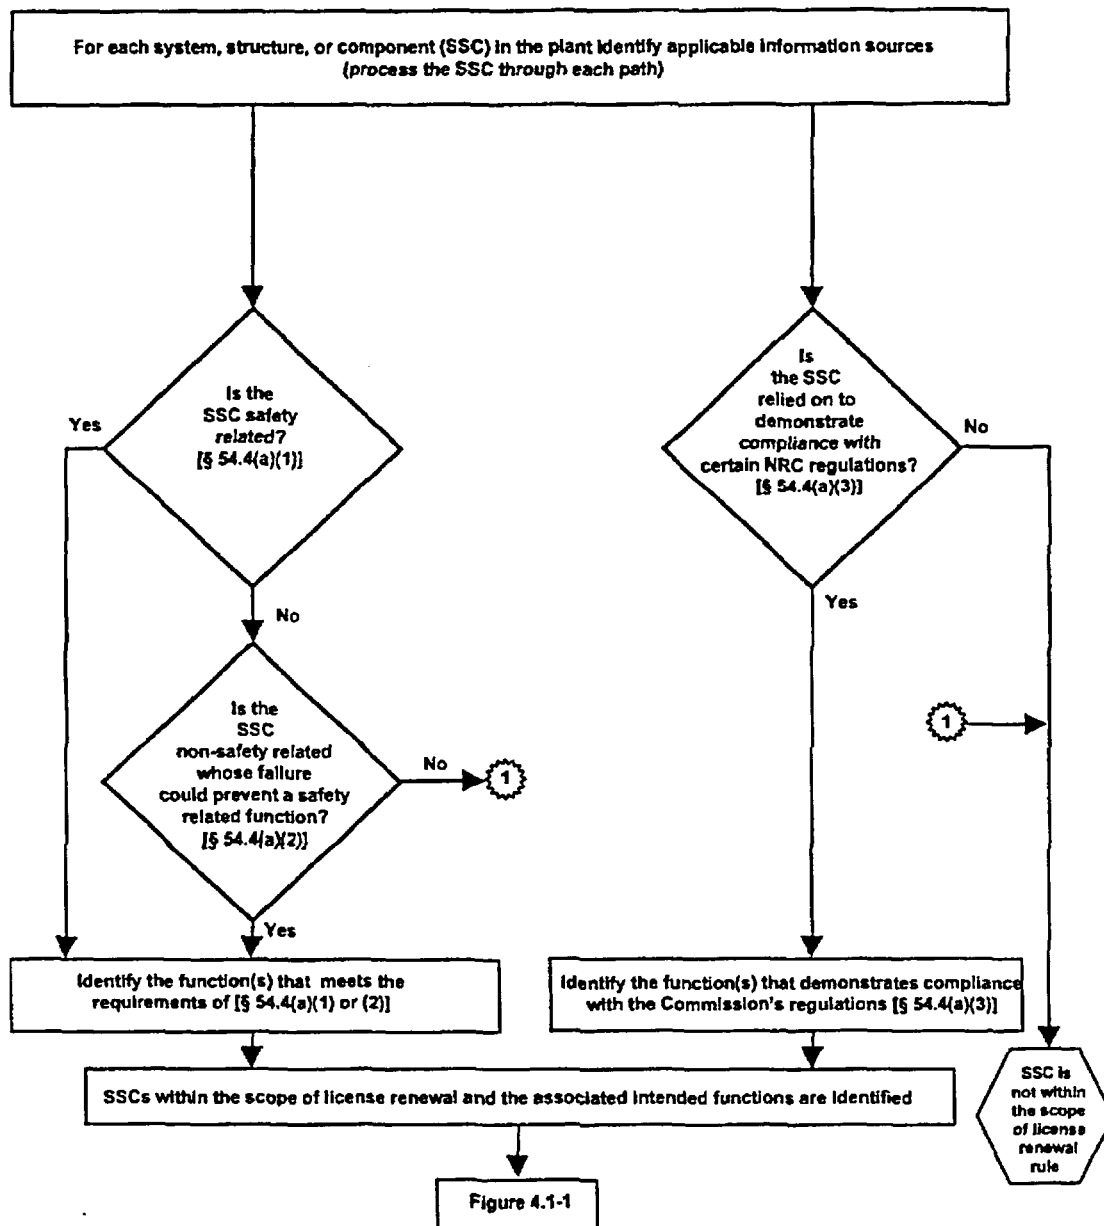 For each system, structure, or component (SSC) in the plant identify applicable information sources
(process the SSC through each path)
Is the
SSC safety
related?
[§ 54.4(a)(1)]
Yes
No
Is
the SSC
relied on to
demonstrate
compliance with
certain NRC regulations?
[§ 54.4(a)(3)]
No
Yes
Is the
SSC
non-safety related
whose failure
could prevent a safety
related function?
[§ 54.4(a)(2)]
No
1
1
Yes
Identify the function(s) that meets the
requirements of [§ 54.4(a)(1) or (2)]
Identify the function(s) that demonstrates compliance
with the Commission's regulations [§ 54.4(a)(3)]
SSCs within the scope of license renewal and the associated intended functions are identified
SSC is
not within
the scope
of license
renewal
rule
Figure 4.1-1